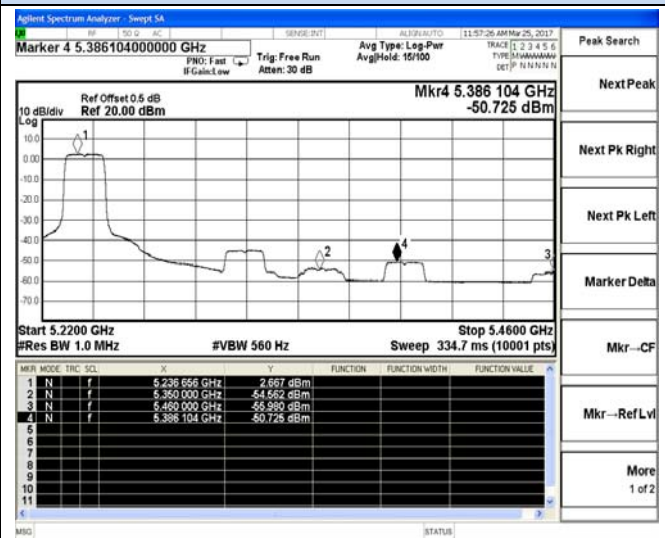 Agilent Spectrum Analyzer - Swept SA
RF 50 Ω AC SENSE:INT ALIGNAUTO 11:57:26 AM Mar 25, 2017
Marker 4 5.386104000000 GHz
PNO: Fast
IFGain:Low
Trig: Free Run
Atten: 30 dB
Avg Type: Log-Pwr
Avg|Hold: 15/100
TRACE 1 2 3 4 5 6
TYPE
DET P N N N N N
Ref Offset 0.5 dB
10 dB/div Ref 20.00 dBm
Mkr4 5.386 104 GHz
-50.725 dBm
Log
10.0
0.00
-10.0
-20.0
-30.0
-40.0
-50.0
-60.0
-70.0
1
2
4
3
Start 5.2200 GHz
#Res BW 1.0 MHz
#VBW 560 Hz
Stop 5.4600 GHz
Sweep 334.7 ms (10001 pts)
MKR MODE TRC SCL X Y FUNCTION FUNCTION WIDTH FUNCTION VALUE
1 N f 5.236 656 GHz 2.667 dBm
2 N f 5.350 000 GHz -54.562 dBm
3 N f 5.460 000 GHz -55.980 dBm
4 N f 5.386 104 GHz -50.725 dBm
5
6
7
8
9
10
11
MSG
STATUS
Peak Search
Next Peak
Next Pk Right
Next Pk Left
Marker Delta
Mkr→CF
Mkr→Ref Lvl
More
1 of 2